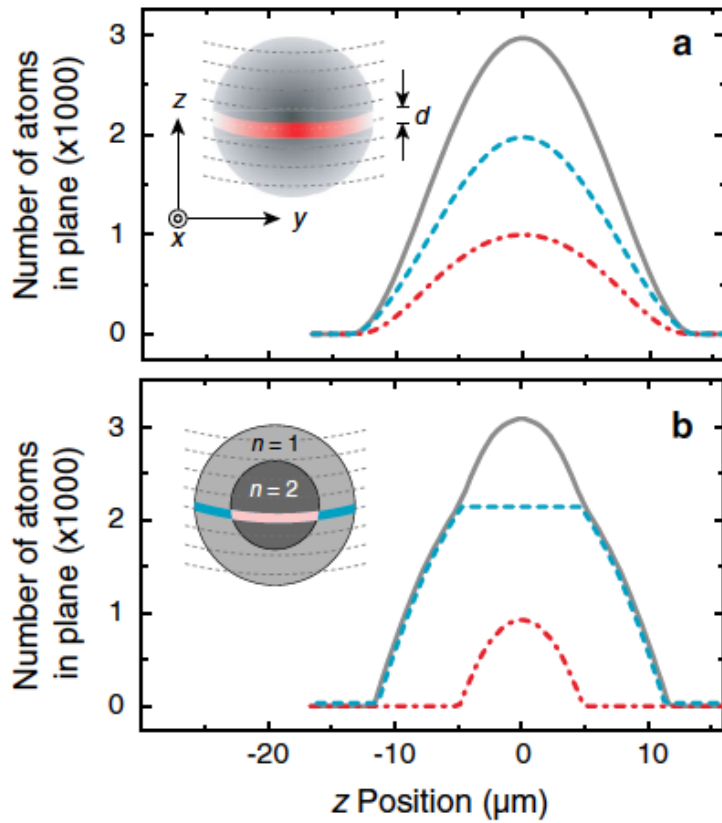 Number of atoms
in plane (x1000)
3
2
1
0
a
z
d
x
y
Number of atoms
in plane (x1000)
3
2
1
0
b
n = 1
n = 2
-20
-10
0
10
z Position (µm)